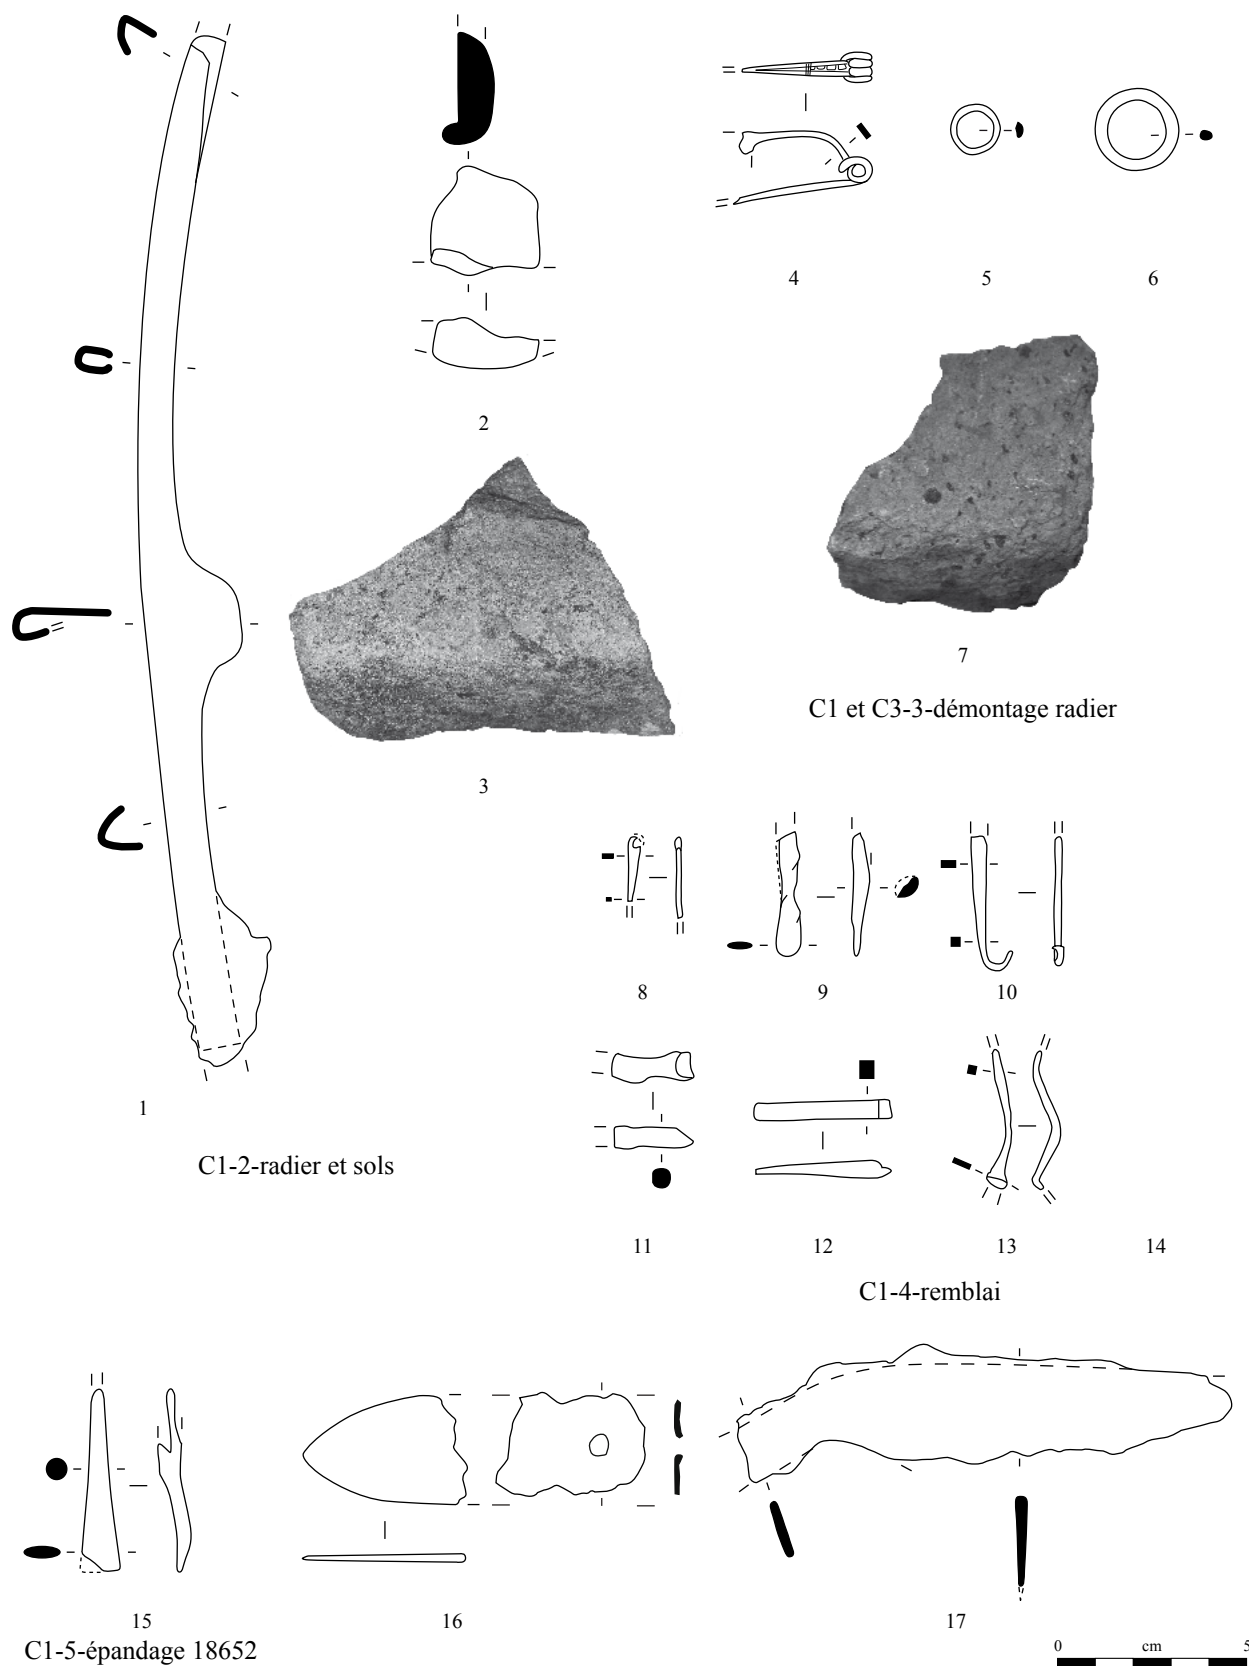 4 5 6
2
7
C1 et C3-3-démontage radier
3
8 9 10
1
C1-2-radier et sols
11 12 13 14
C1-4-remblai
15 16 17
C1-5-épandage 18652
0 cm 5